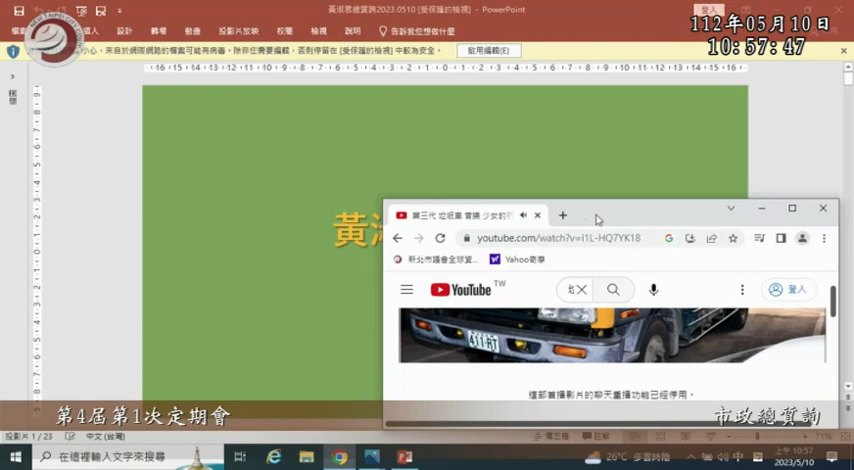 黃淑君總質詢2023.0510 [受保護的檢視] - PowerPoint
登入
112年05月10日
10:57:47
檔
插入 設計 轉場 動畫 投影片放映 校閱 檢視 說明 告訴我您想做什麼
小心，來自於網際網路的檔案可能有病毒。除非您需要編輯，否則停留在 [受保護的檢視] 中較為安全。 啟用編輯(E)
16 15 14 13 12 11 10 9 8 7 6 5 4 3 2 1 0 1 2 3 4 5 6 7 8 9 10 11 12 13 14 15 16
黃
第三代 垃圾車 音樂 少女的
youtube.com/watch?v=i1L-HQ7YK18
新北市議會全球資... Yahoo奇摩
YouTube TW
登入
411-RT
這部首播影片的聊天重播功能已經停用。
第4屆第1次定期會
市政總質詢
投影片 1 / 23 中文 (台灣) 備忘稿 註解 71%
在這裡輸入文字來搜尋
26°C 多雲時陰 中
上午 10:57
2023/5/10